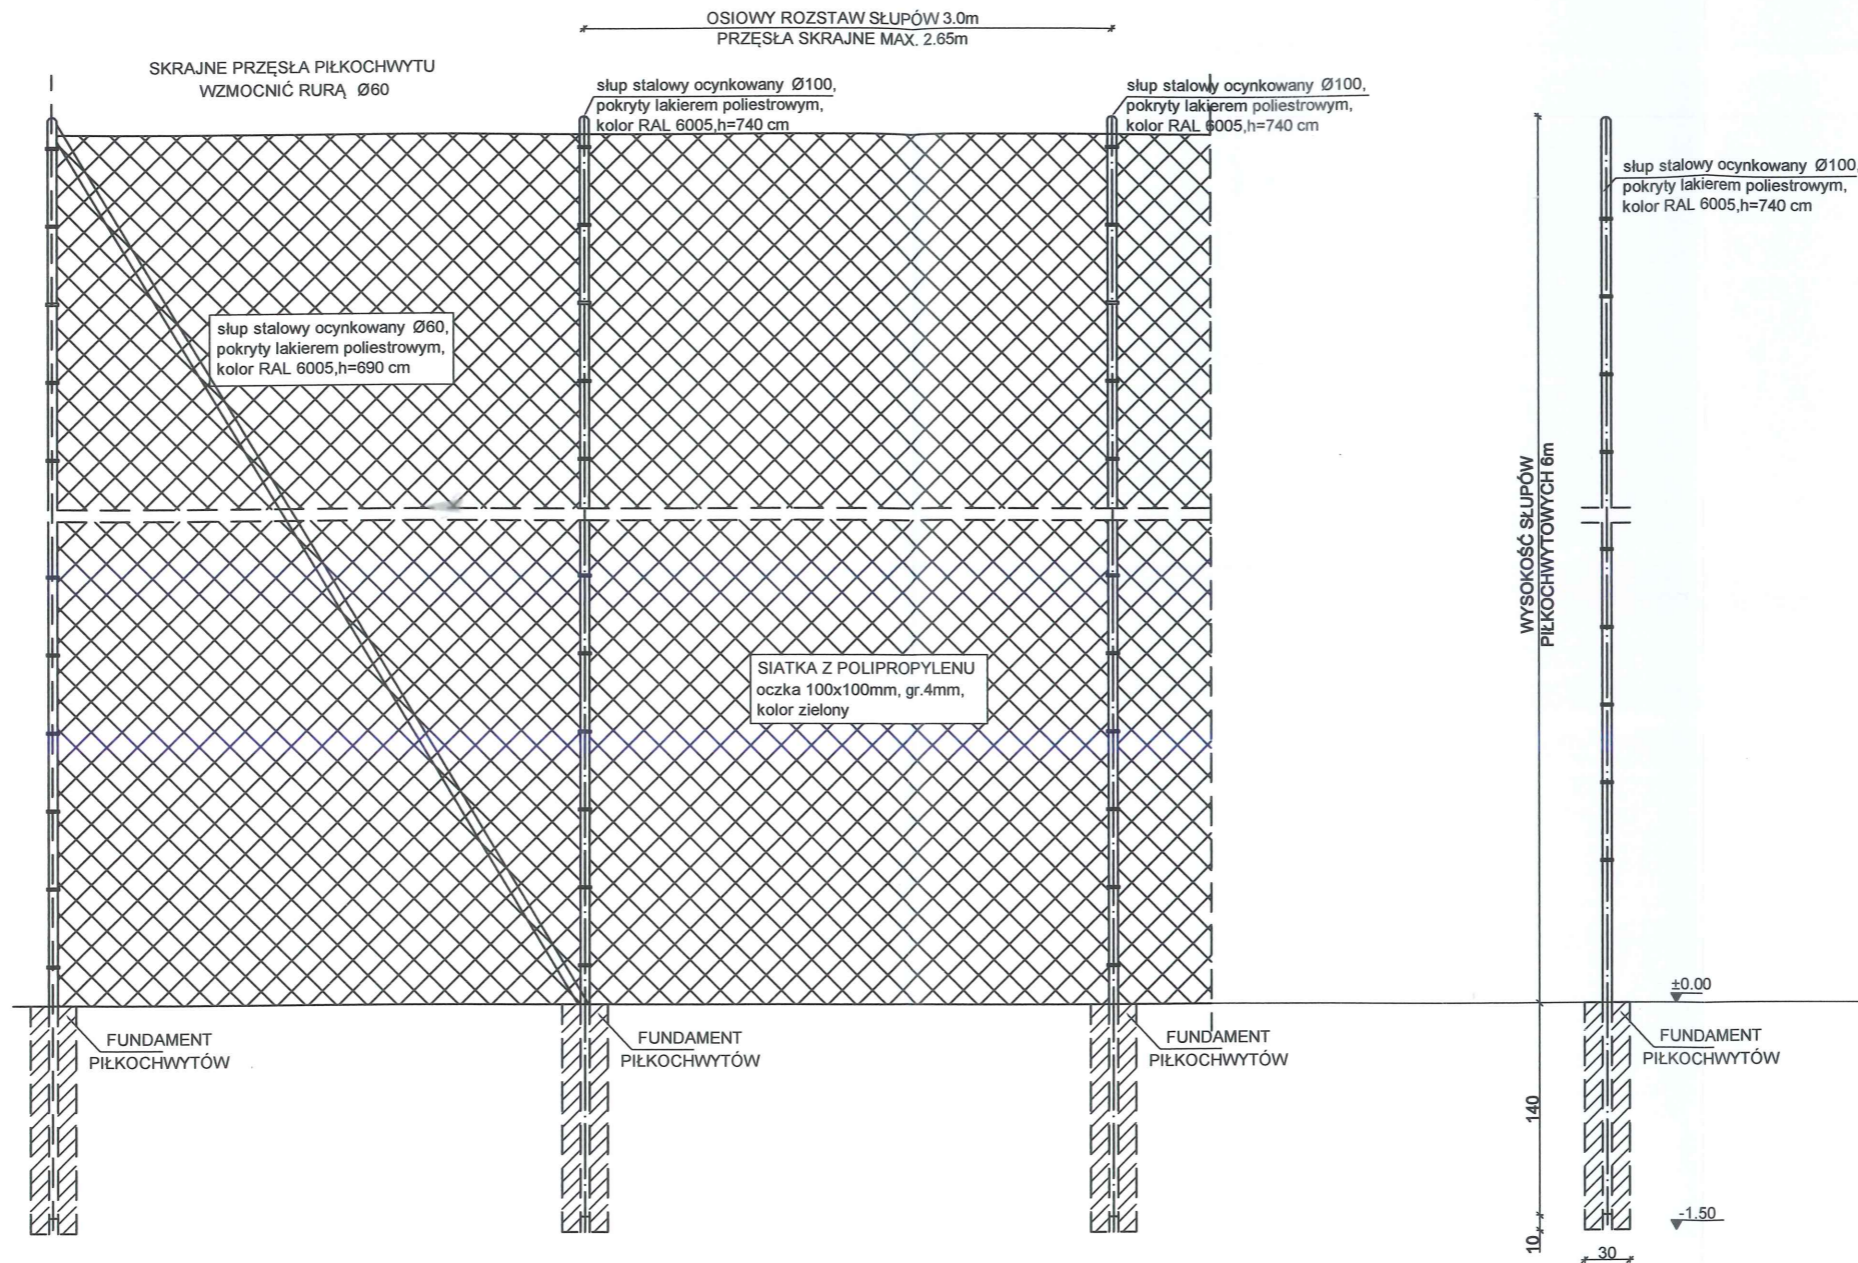 OSIOWY ROZSTAW SŁUPÓW 3.0m
PRZĘSŁA SKRAJNE MAX. 2.65m
SKRAJNE PRZĘSŁA PIŁKOCHWYTU
WZMOCNIĆ RURĄ Ø60
słup stalowy ocynkowany Ø100,
pokryty lakierem poliestrowym,
kolor RAL 6005,h=740 cm
słup stalowy ocynkowany Ø100,
pokryty lakierem poliestrowym,
kolor RAL 6005,h=740 cm
słup stalowy ocynkowany Ø100,
pokryty lakierem poliestrowym,
kolor RAL 6005,h=740 cm
słup stalowy ocynkowany Ø60,
pokryty lakierem poliestrowym,
kolor RAL 6005,h=690 cm
WYSOKOŚĆ SŁUPÓW
PIŁKOCHWYTOWYCH 6m
SIATKA Z POLIPROPYLENU
oczka 100x100mm, gr.4mm,
kolor zielony
±0.00
FUNDAMENT
PIŁKOCHWYTÓW
FUNDAMENT
PIŁKOCHWYTÓW
FUNDAMENT
PIŁKOCHWYTÓW
FUNDAMENT
PIŁKOCHWYTÓW
140
-1.50
10
30